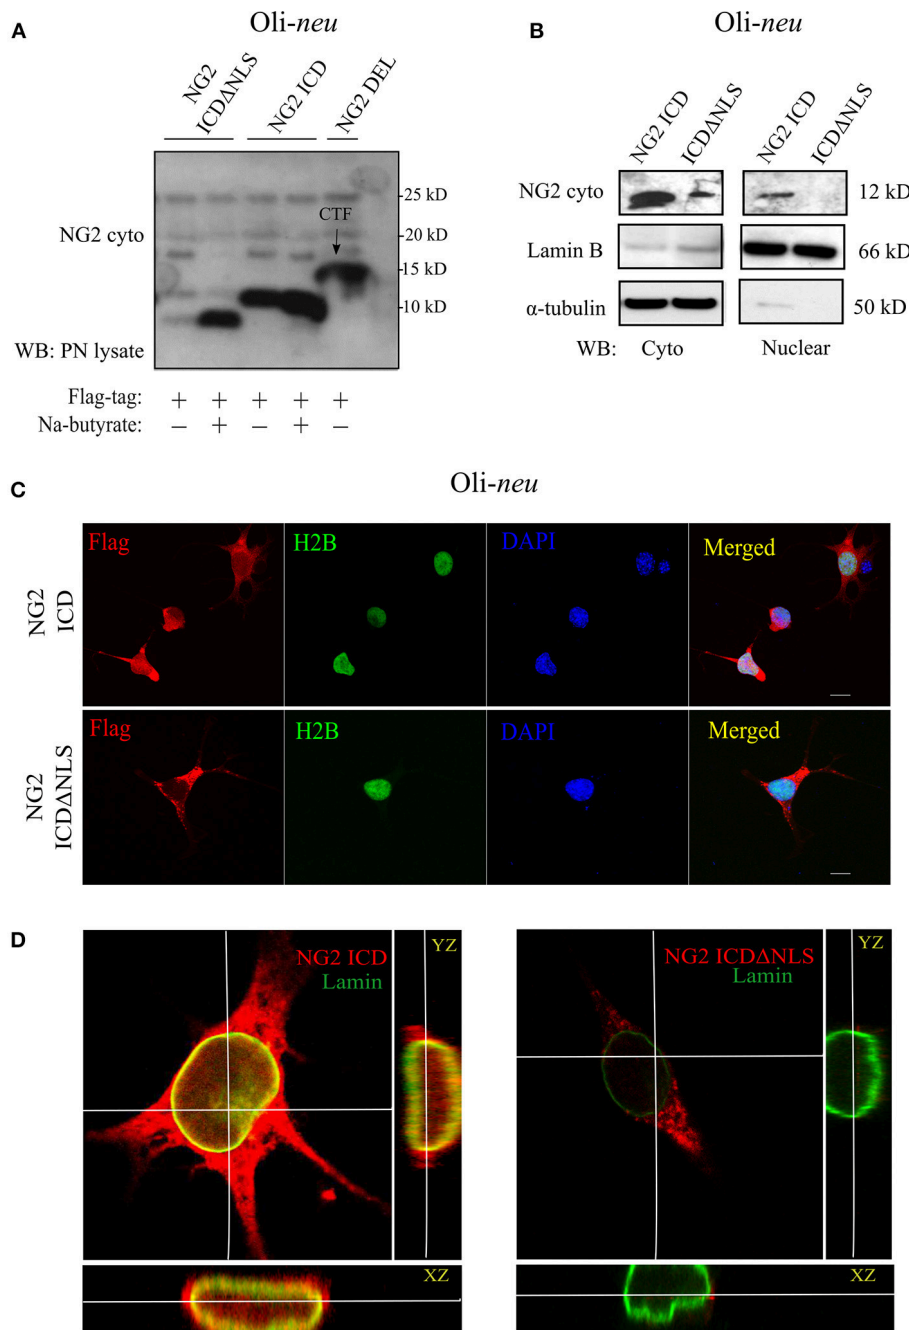 A
Oli-neu
NG2
ICDΔNLS
NG2 ICD
NG2 DEL
NG2 cyto
CTF
25 kD
20 kD
15 kD
10 kD
WB: PN lysate
Flag-tag: + + + + +
Na-butyrate: − + − + −
B
Oli-neu
NG2 ICD
ICDΔNLS
NG2 ICD
ICDΔNLS
NG2 cyto
12 kD
Lamin B
66 kD
α-tubulin
50 kD
WB: Cyto Nuclear
C
Oli-neu
NG2
ICD
Flag
H2B
DAPI
Merged
NG2
ICDΔNLS
Flag
H2B
DAPI
Merged
D
NG2 ICD
Lamin
YZ
XZ
NG2 ICDΔNLS
Lamin
YZ
XZ